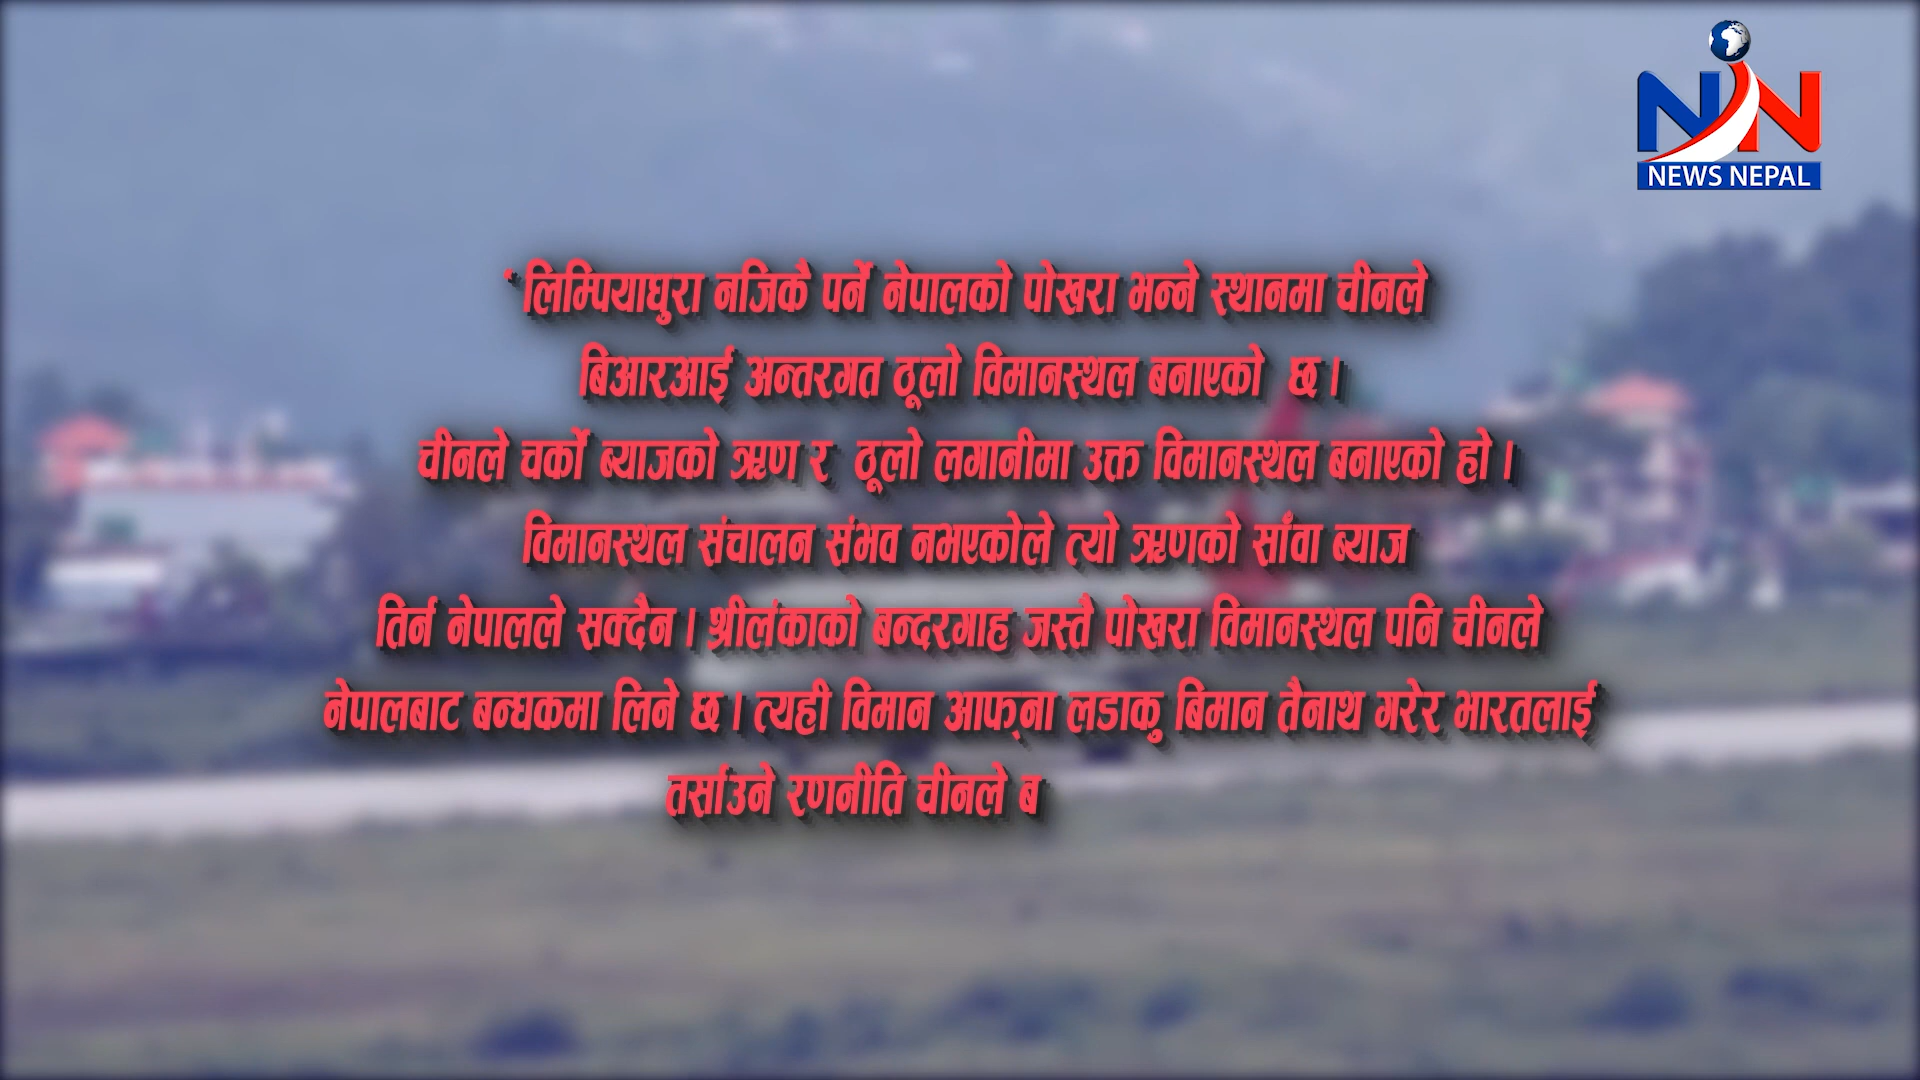 NEWS NEPAL
“ लिम्पियाघुरा नजिकै पर्ने नेपालको पोखरा भन्ने स्थानमा चीनले
बिआरआई अन्तरगत ठूलो विमानस्थल बनाएको छ ।
चीनले चर्को ब्याजको ऋण र ठूलो लगानीमा उक्त विमानस्थल बनाएको हो ।
विमानस्थल संचालन संभव नभएकोले त्यो ऋणको सांवा ब्याज
तिर्न नेपालले सक्दैन । श्रीलंकाको बन्दरगाह जस्तै पोखरा विमानस्थल पनि चीनले
नेपालबाट बन्धकमा लिने छ । त्यही विमान आफ्ना लडाकु बिमान तैनाथ गरेर भारतलाई
तर्साउने रणनीति चीनले ब